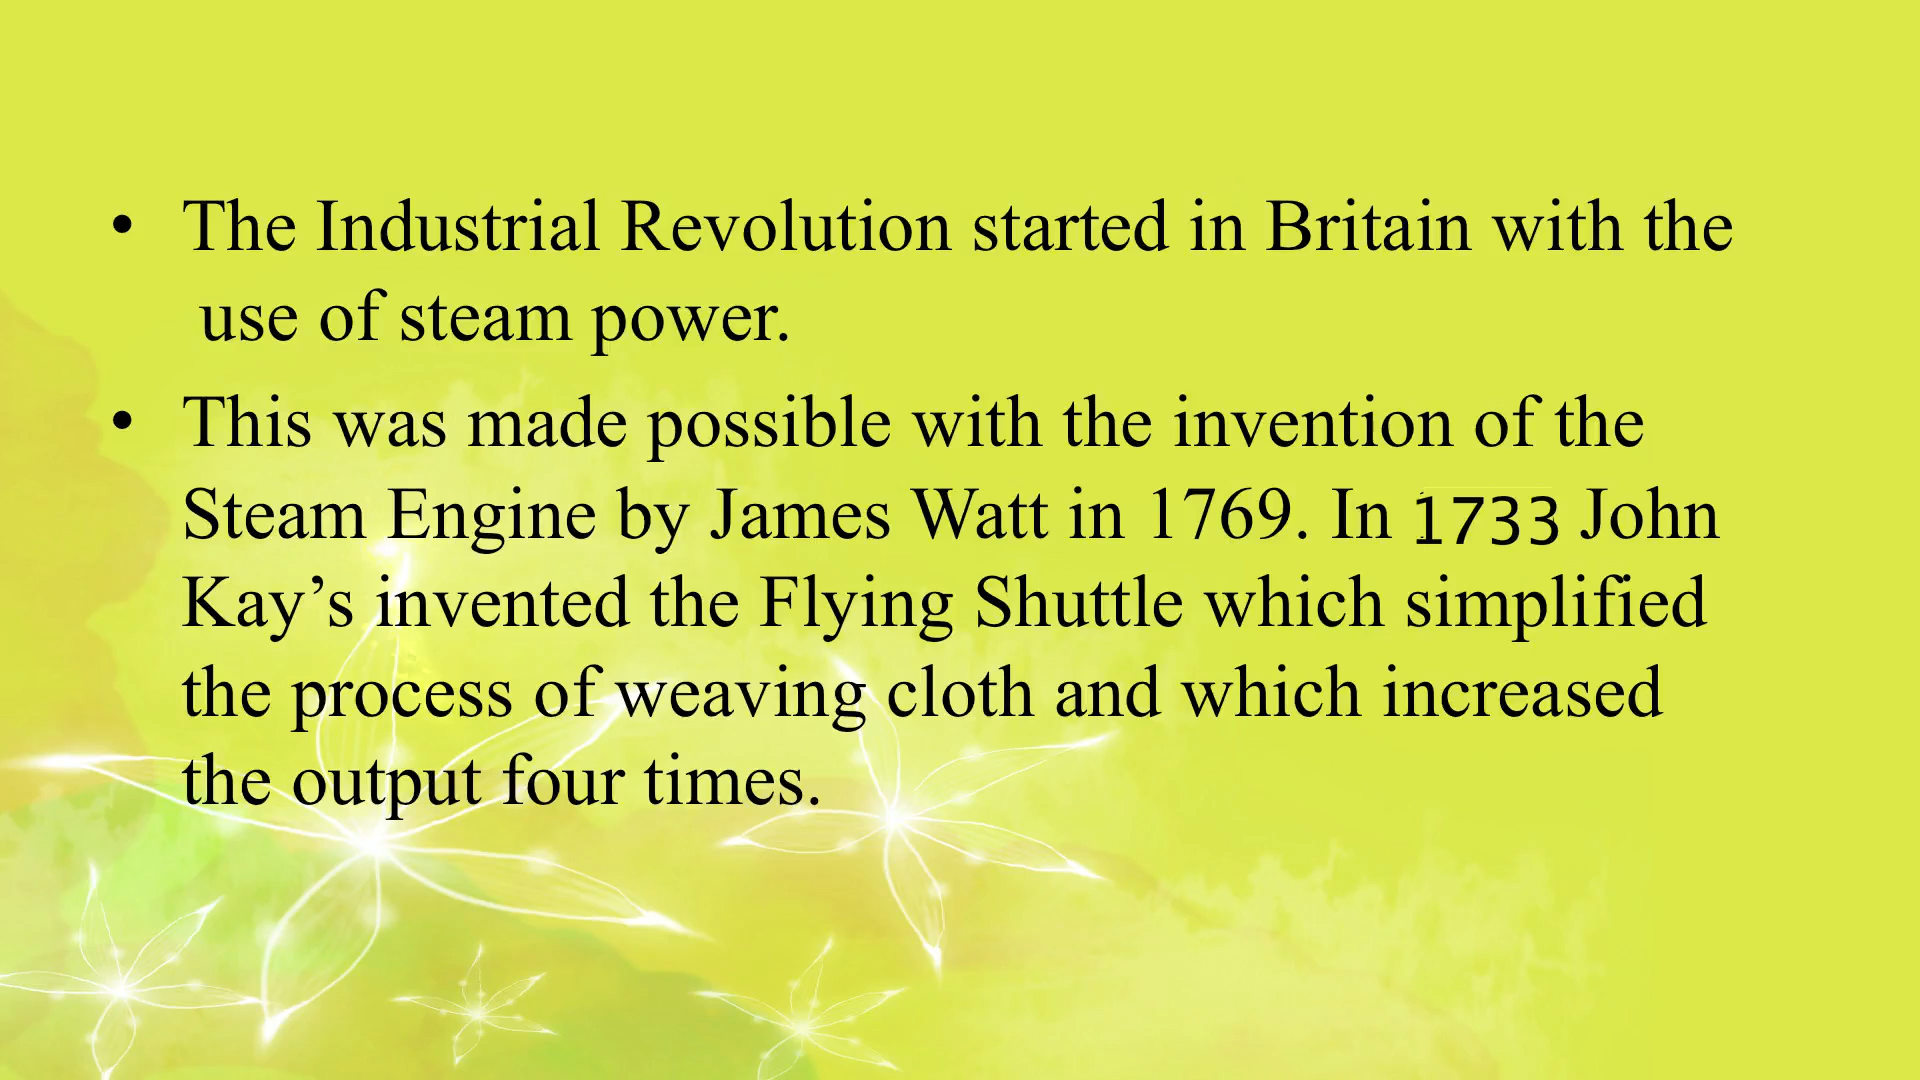 • The Industrial Revolution started in Britain with the
use of steam power.
• This was made possible with the invention of the
Steam Engine by James Watt in 1769. In 1733 John
Kay’s invented the Flying Shuttle which simplified
the process of weaving cloth and which increased
the output four times.